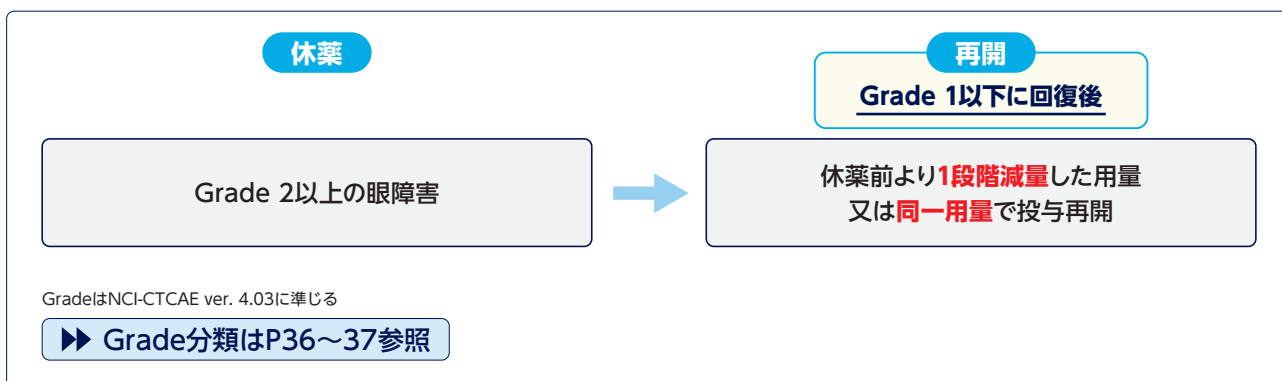 休薬
再開
Grade 1以下に回復後
Grade 2以上の眼障害
休薬前より1段階減量した用量
又は同一用量で投与再開
GradeはNCI-CTCAE ver. 4.03に準じる
▶▶ Grade分類はP36～37参照